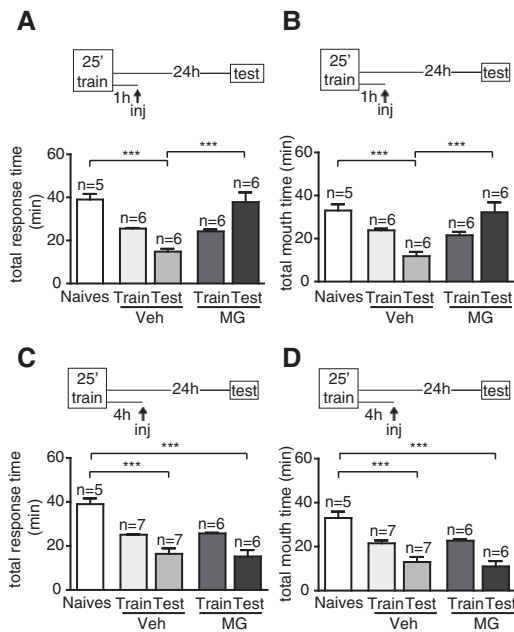 A
25'
train
24h
test
1h
inj
total response time
(min)
60
40
20
0
n=5
n=6
n=6
n=6
n=6
***
***
Naives
Train
Test
Train
Test
Veh
MG
B
25'
train
24h
test
1h
inj
total mouth time (min)
60
40
20
0
n=5
n=6
n=6
n=6
n=6
***
***
Naives
Train
Test
Train
Test
Veh
MG
C
25'
train
24h
test
4h
inj
total response time
(min)
60
40
20
0
n=5
n=7
n=7
n=6
n=6
***
***
Naives
Train
Test
Train
Test
Veh
MG
D
25'
train
24h
test
4h
inj
total mouth time (min)
60
40
20
0
n=5
n=7
n=7
n=6
n=6
***
***
Naives
Train
Test
Train
Test
Veh
MG